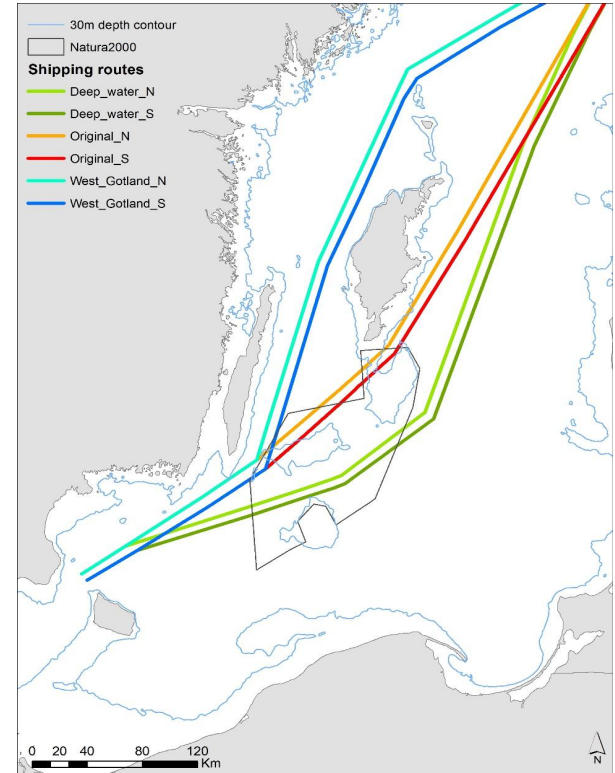 30m depth contour
Natura2000
Shipping routes
Deep_water_N
Deep_water_S
Original_N
Original_S
West_Gotland_N
West_Gotland_S
0 20 40 80 120
Km
N